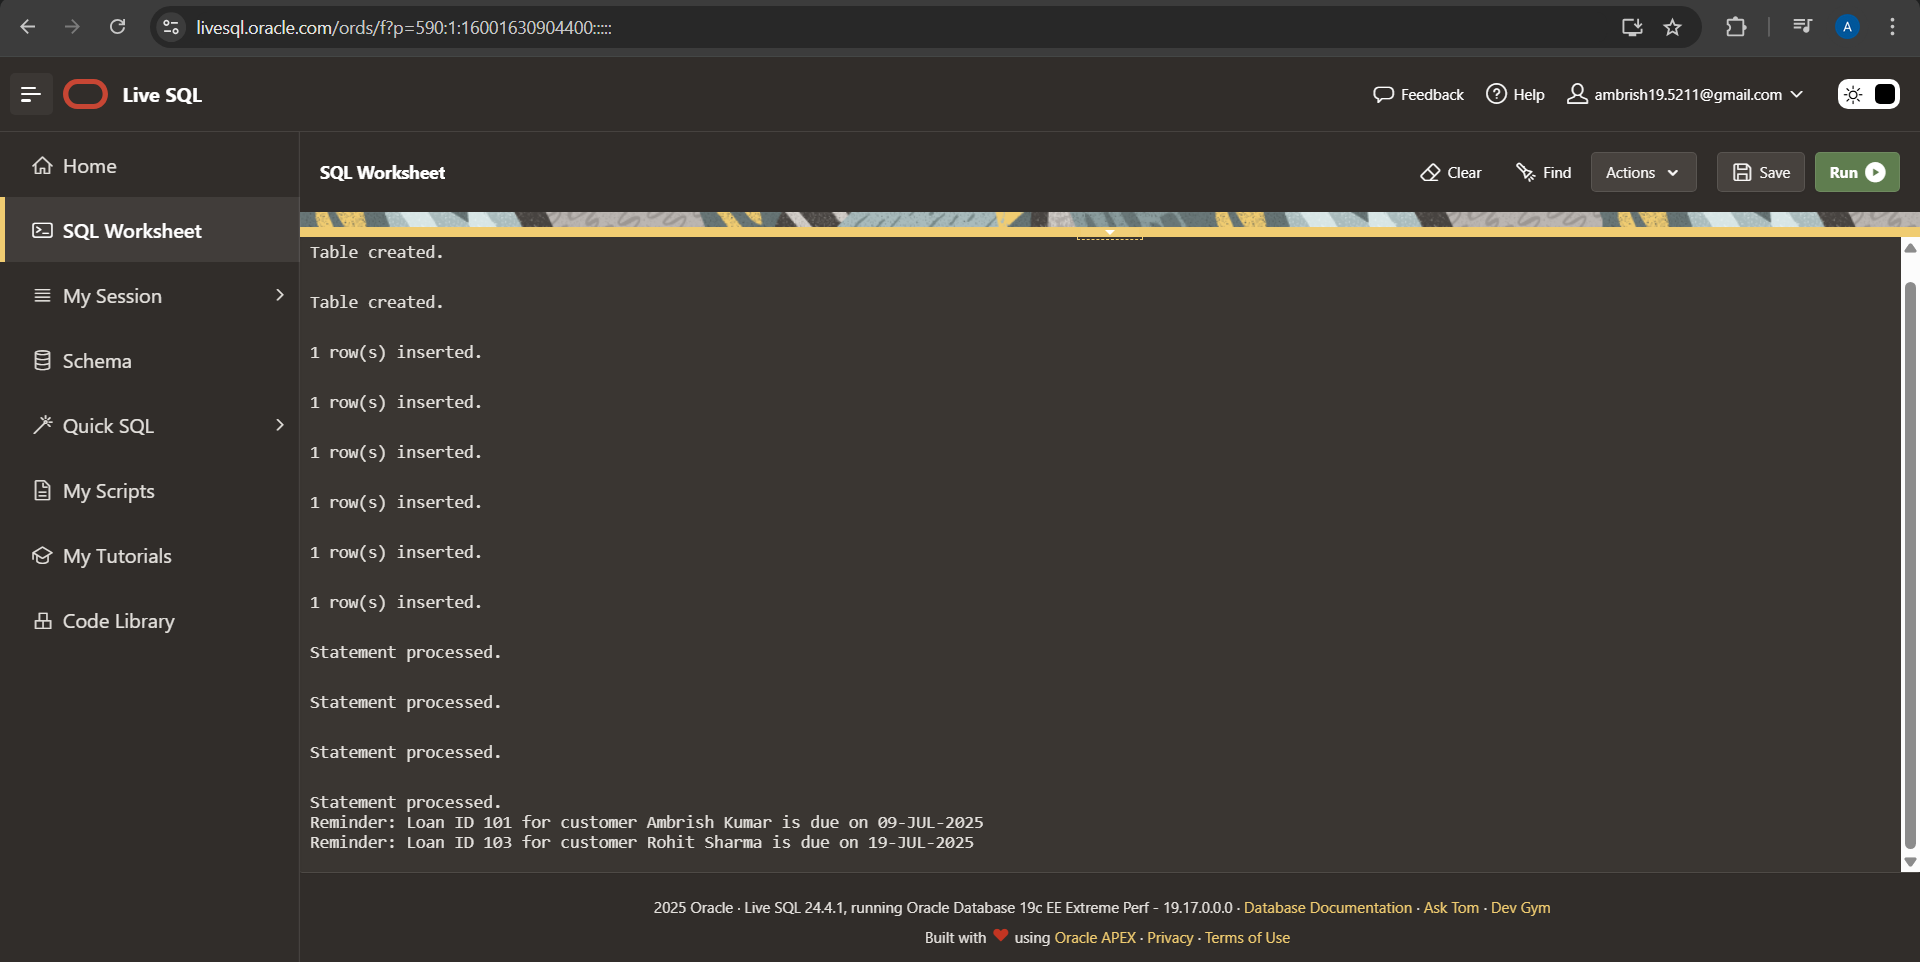 livesql.oracle.com/ords/f?p=590:1:16001630904400:::::
A
Live SQL
Feedback
Help
ambrish19.5211@gmail.com
Home
SQL Worksheet
My Session
Schema
Quick SQL
My Scripts
My Tutorials
Code Library
SQL Worksheet
Clear
Find
Actions
Save
Run
Table created.
Table created.
1 row(s) inserted.
1 row(s) inserted.
1 row(s) inserted.
1 row(s) inserted.
1 row(s) inserted.
1 row(s) inserted.
Statement processed.
Statement processed.
Statement processed.
Statement processed.
Reminder: Loan ID 101 for customer Ambrish Kumar is due on 09-JUL-2025
Reminder: Loan ID 103 for customer Rohit Sharma is due on 19-JUL-2025
2025 Oracle · Live SQL 24.4.1, running Oracle Database 19c EE Extreme Perf - 19.17.0.0.0 · Database Documentation · Ask Tom · Dev Gym
Built with ❤ using Oracle APEX · Privacy · Terms of Use